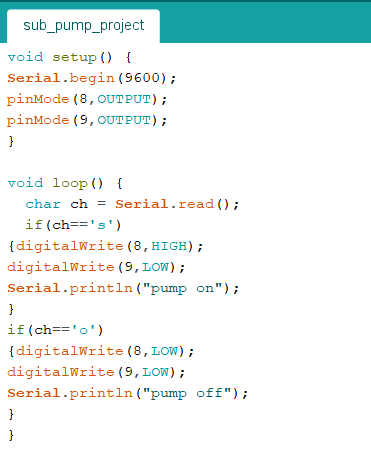 sub_pump_project
void setup() {
Serial.begin(9600);
pinMode(8,OUTPUT);
pinMode(9,OUTPUT);
}
void loop() {
char ch = Serial.read();
if(ch=='s')
{digitalWrite(8,HIGH);
digitalWrite(9,LOW);
Serial.println("pump on");
}
if(ch=='o')
{digitalWrite(8,LOW);
digitalWrite(9,LOW);
Serial.println("pump off");
}
}